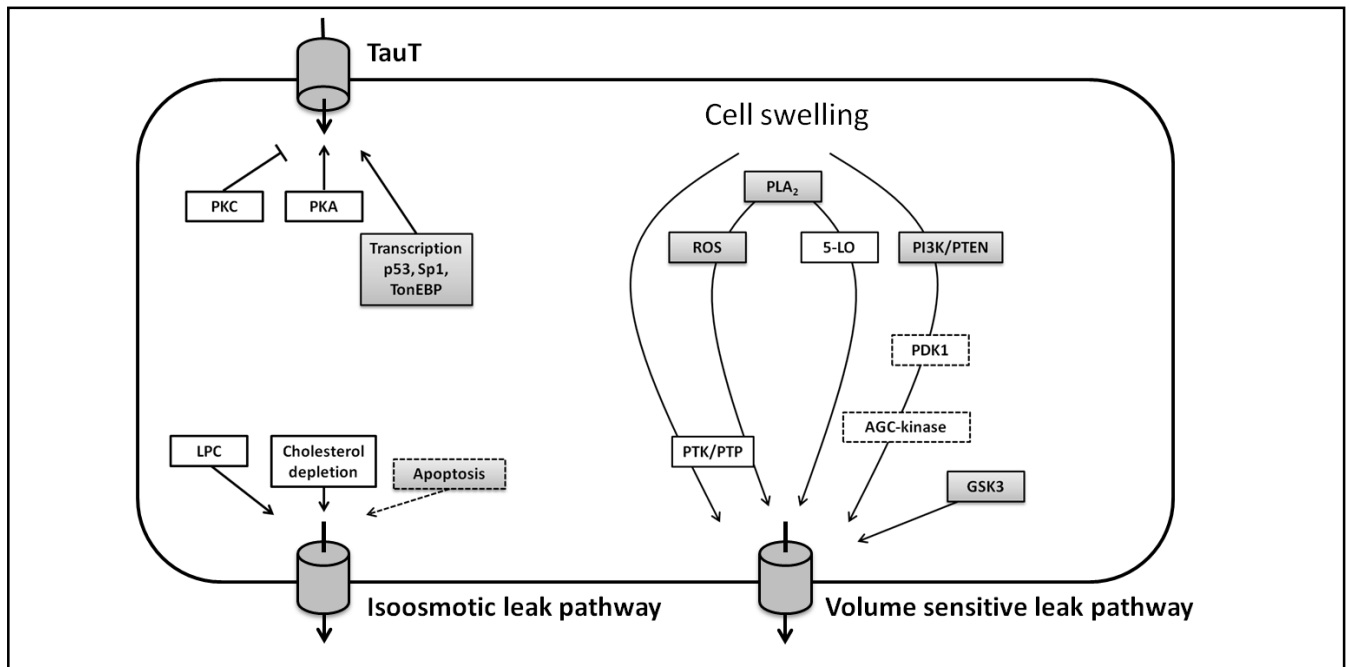 TauT
Cell swelling
PKC
PKA
Transcription
p53, Sp1,
TonEBP
PLA₂
ROS
5-LO
PI3K/PTEN
PDK1
AGC-kinase
PTK/PTP
GSK3
LPC
Cholesterol
depletion
Apoptosis
Isoosmotic leak pathway
Volume sensitive leak pathway